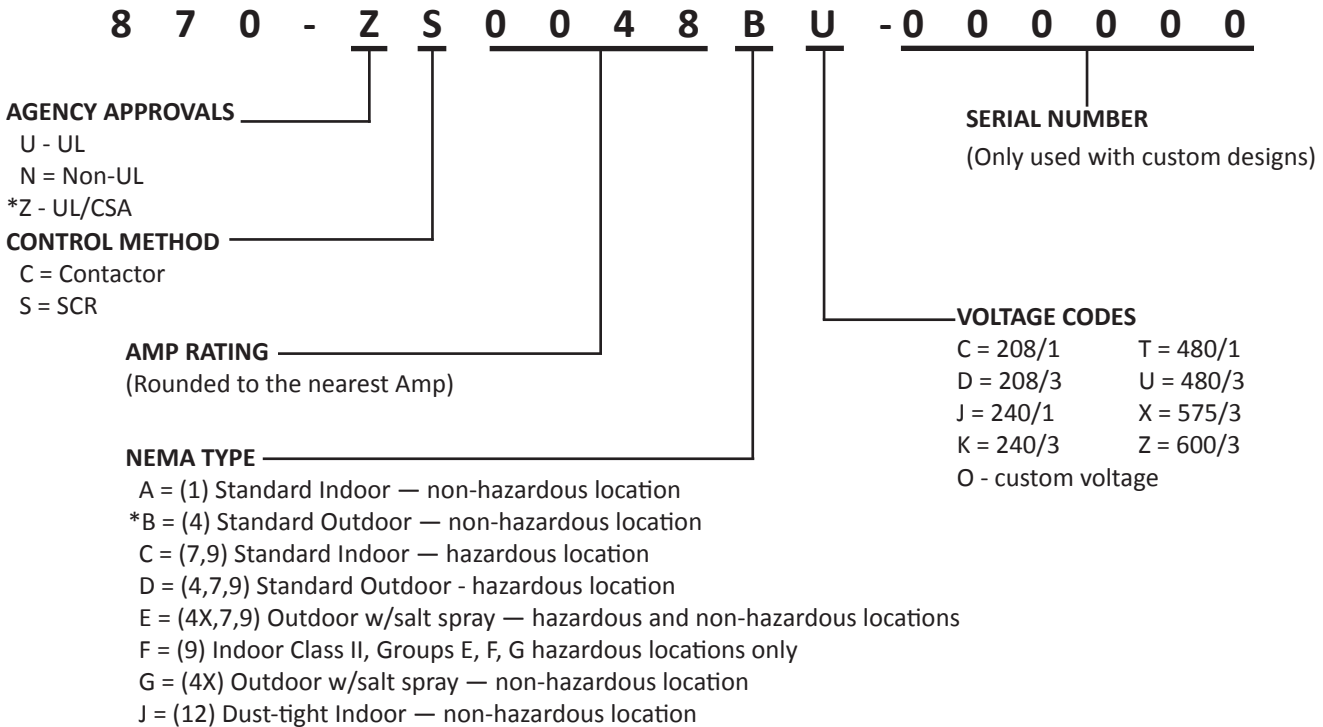 8 7 0 - Z S 0 0 4 8 B U - 0 0 0 0 0 0
AGENCY APPROVALS
U - UL
N = Non-UL
*Z - UL/CSA
CONTROL METHOD
C = Contactor
S = SCR
AMP RATING
(Rounded to the nearest Amp)
NEMA TYPE
A = (1) Standard Indoor — non-hazardous location
*B = (4) Standard Outdoor — non-hazardous location
C = (7,9) Standard Indoor — hazardous location
D = (4,7,9) Standard Outdoor - hazardous location
E = (4X,7,9) Outdoor w/salt spray — hazardous and non-hazardous locations
F = (9) Indoor Class II, Groups E, F, G hazardous locations only
G = (4X) Outdoor w/salt spray — non-hazardous location
J = (12) Dust-tight Indoor — non-hazardous location
SERIAL NUMBER
(Only used with custom designs)
VOLTAGE CODES
C = 208/1 T = 480/1
D = 208/3 U = 480/3
J = 240/1 X = 575/3
K = 240/3 Z = 600/3
O - custom voltage